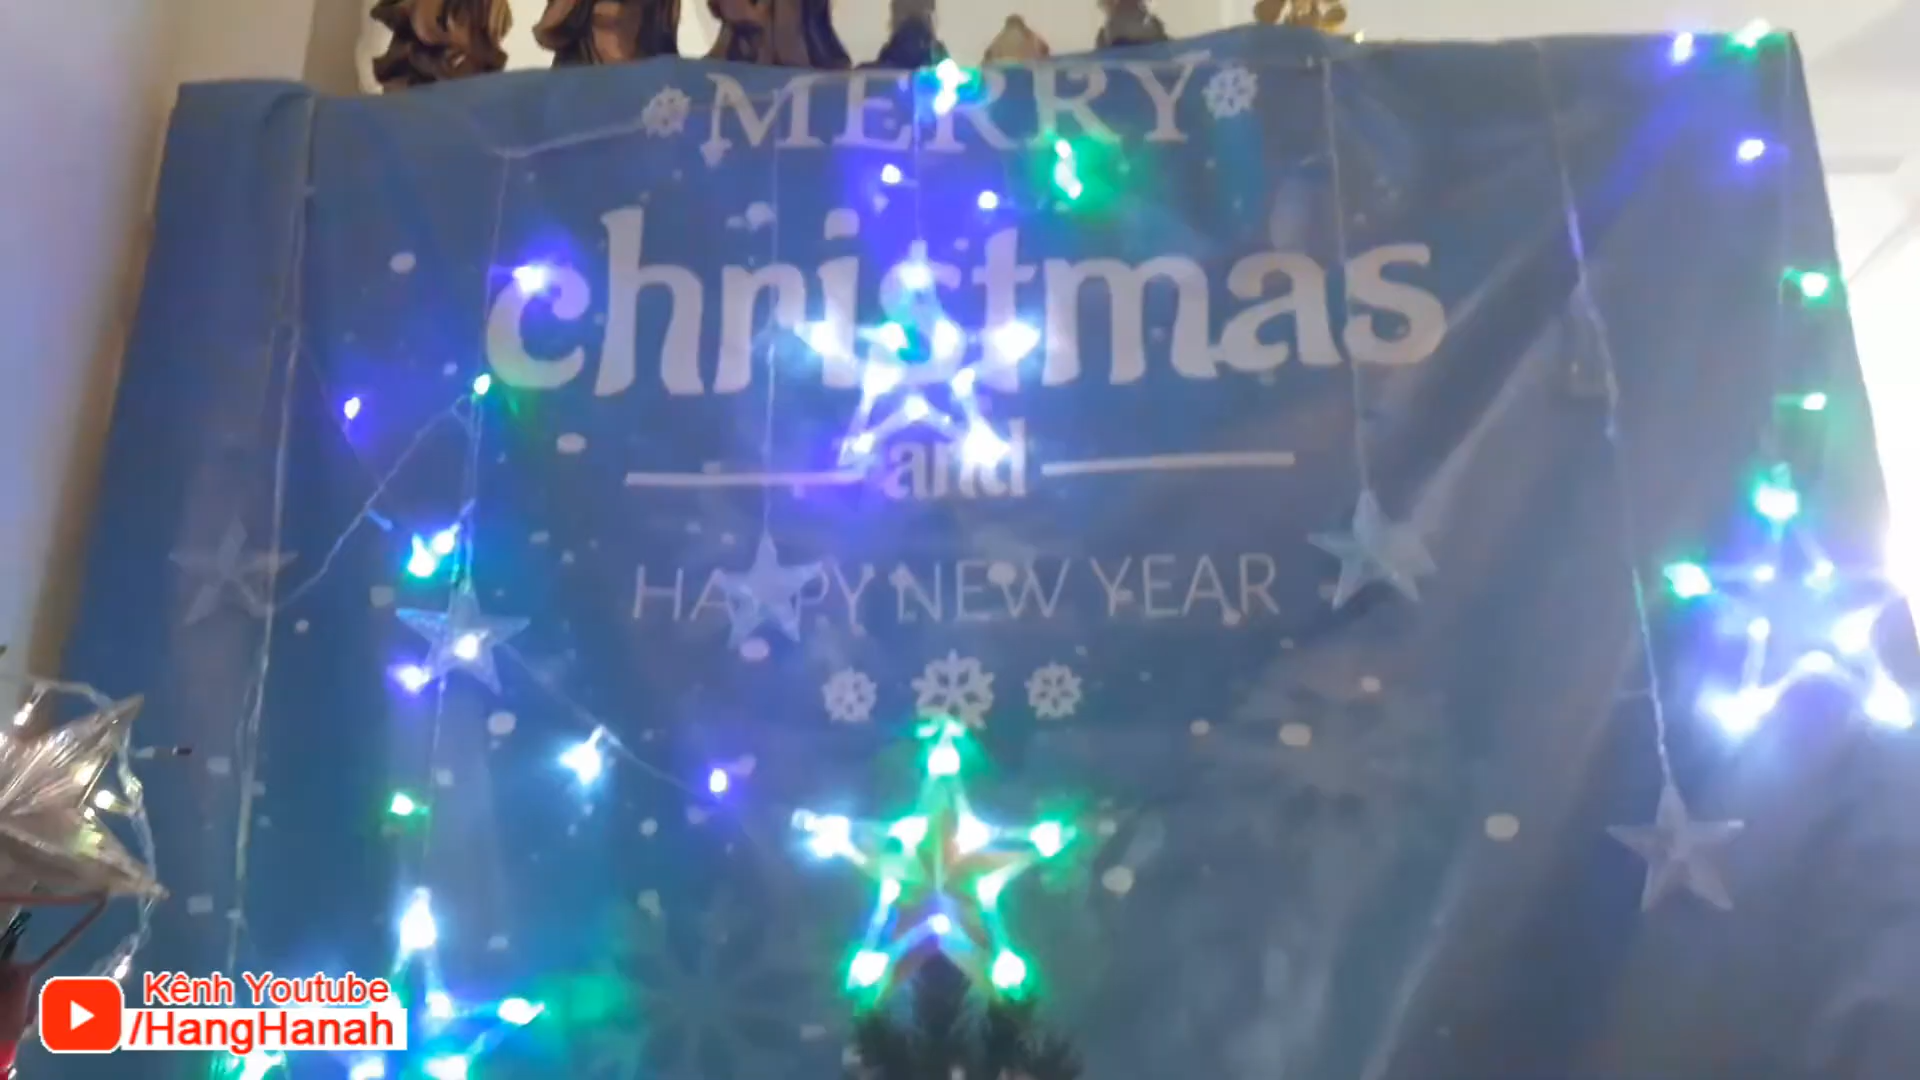 MERRY
christmas
and
HAPPY NEW YEAR
Kênh Youtube
/HangHanah